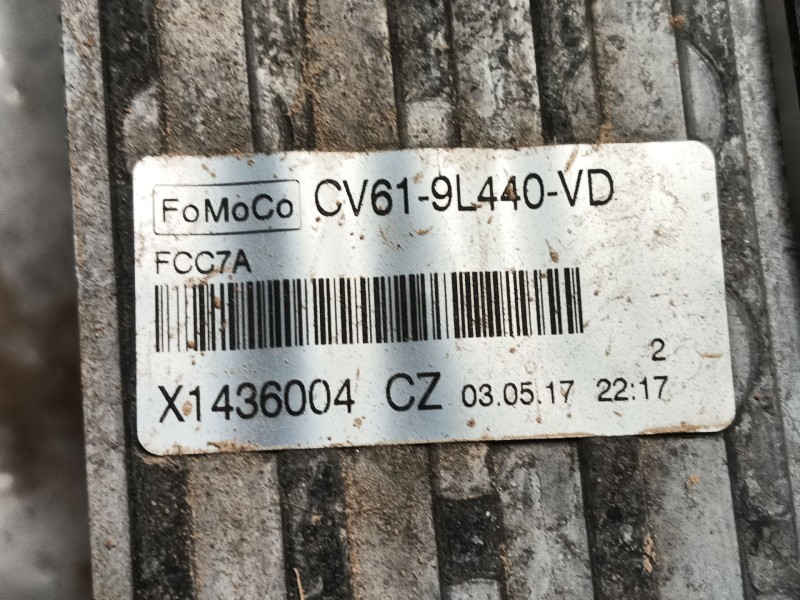 FoMoCo CV61-9L440-VD
FCC7A
2
X1436004 CZ 03.05.17 22:17